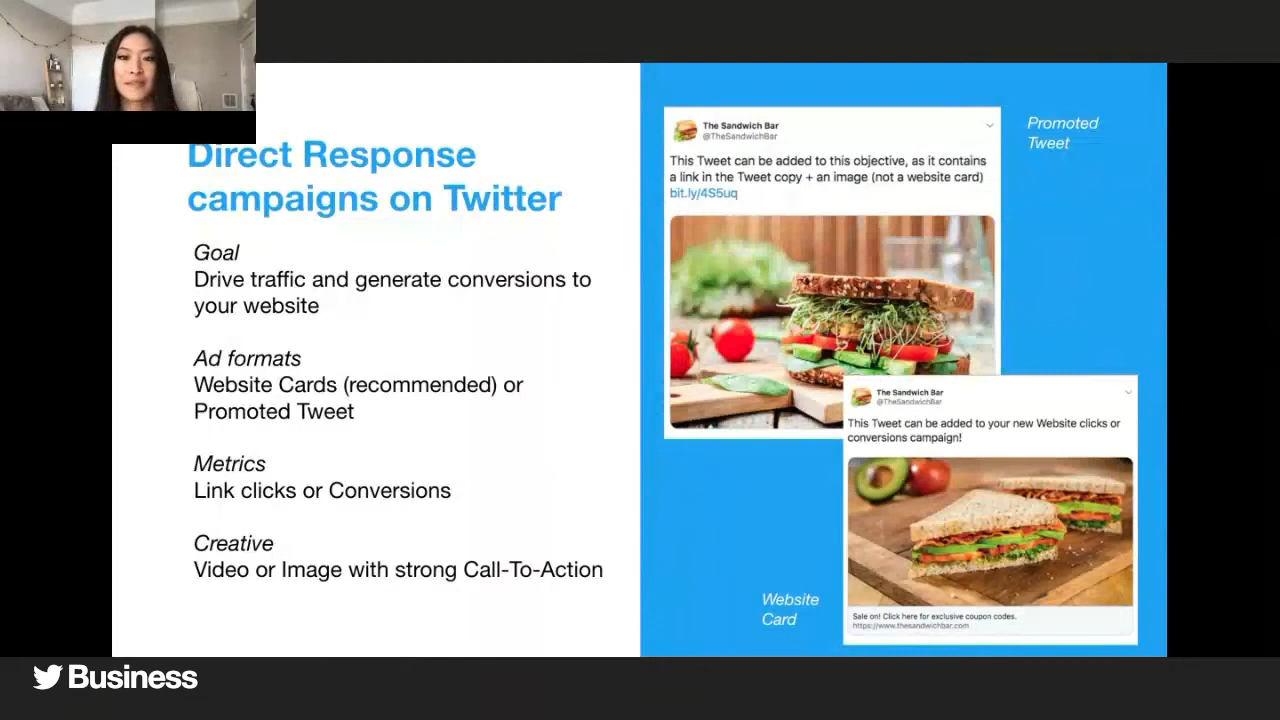 Direct Response
campaigns on Twitter
Goal
Drive traffic and generate conversions to
your website
Ad formats
Website Cards (recommended) or
Promoted Tweet
Metrics
Link clicks or Conversions
Creative
Video or Image with strong Call-To-Action
The Sandwich Bar
@TheSandwichBar
This Tweet can be added to this objective, as it contains
a link in the Tweet copy + an image (not a website card)
bit.ly/4S5uq
Promoted
Tweet
The Sandwich Bar
@TheSandwichBar
This Tweet can be added to your new Website clicks or
conversions campaign!
Sale on! Click here for exclusive coupon codes.
https://www.thesandwichbar.com
Website
Card
Business